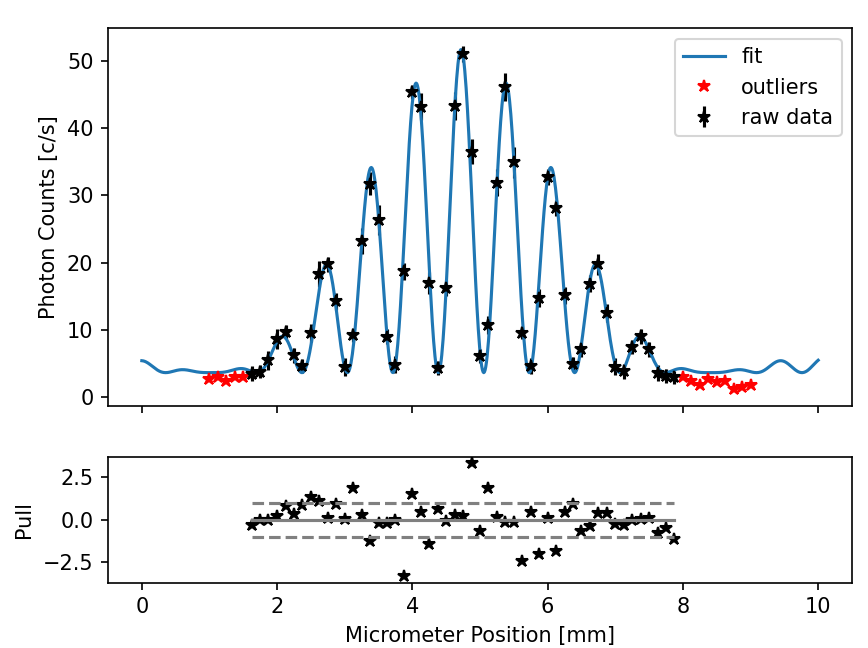 50
40
30
20
10
0
Photon Counts [c/s]
fit
outliers
raw data
2.5
0.0
−2.5
Pull
0 2 4 6 8 10
Micrometer Position [mm]